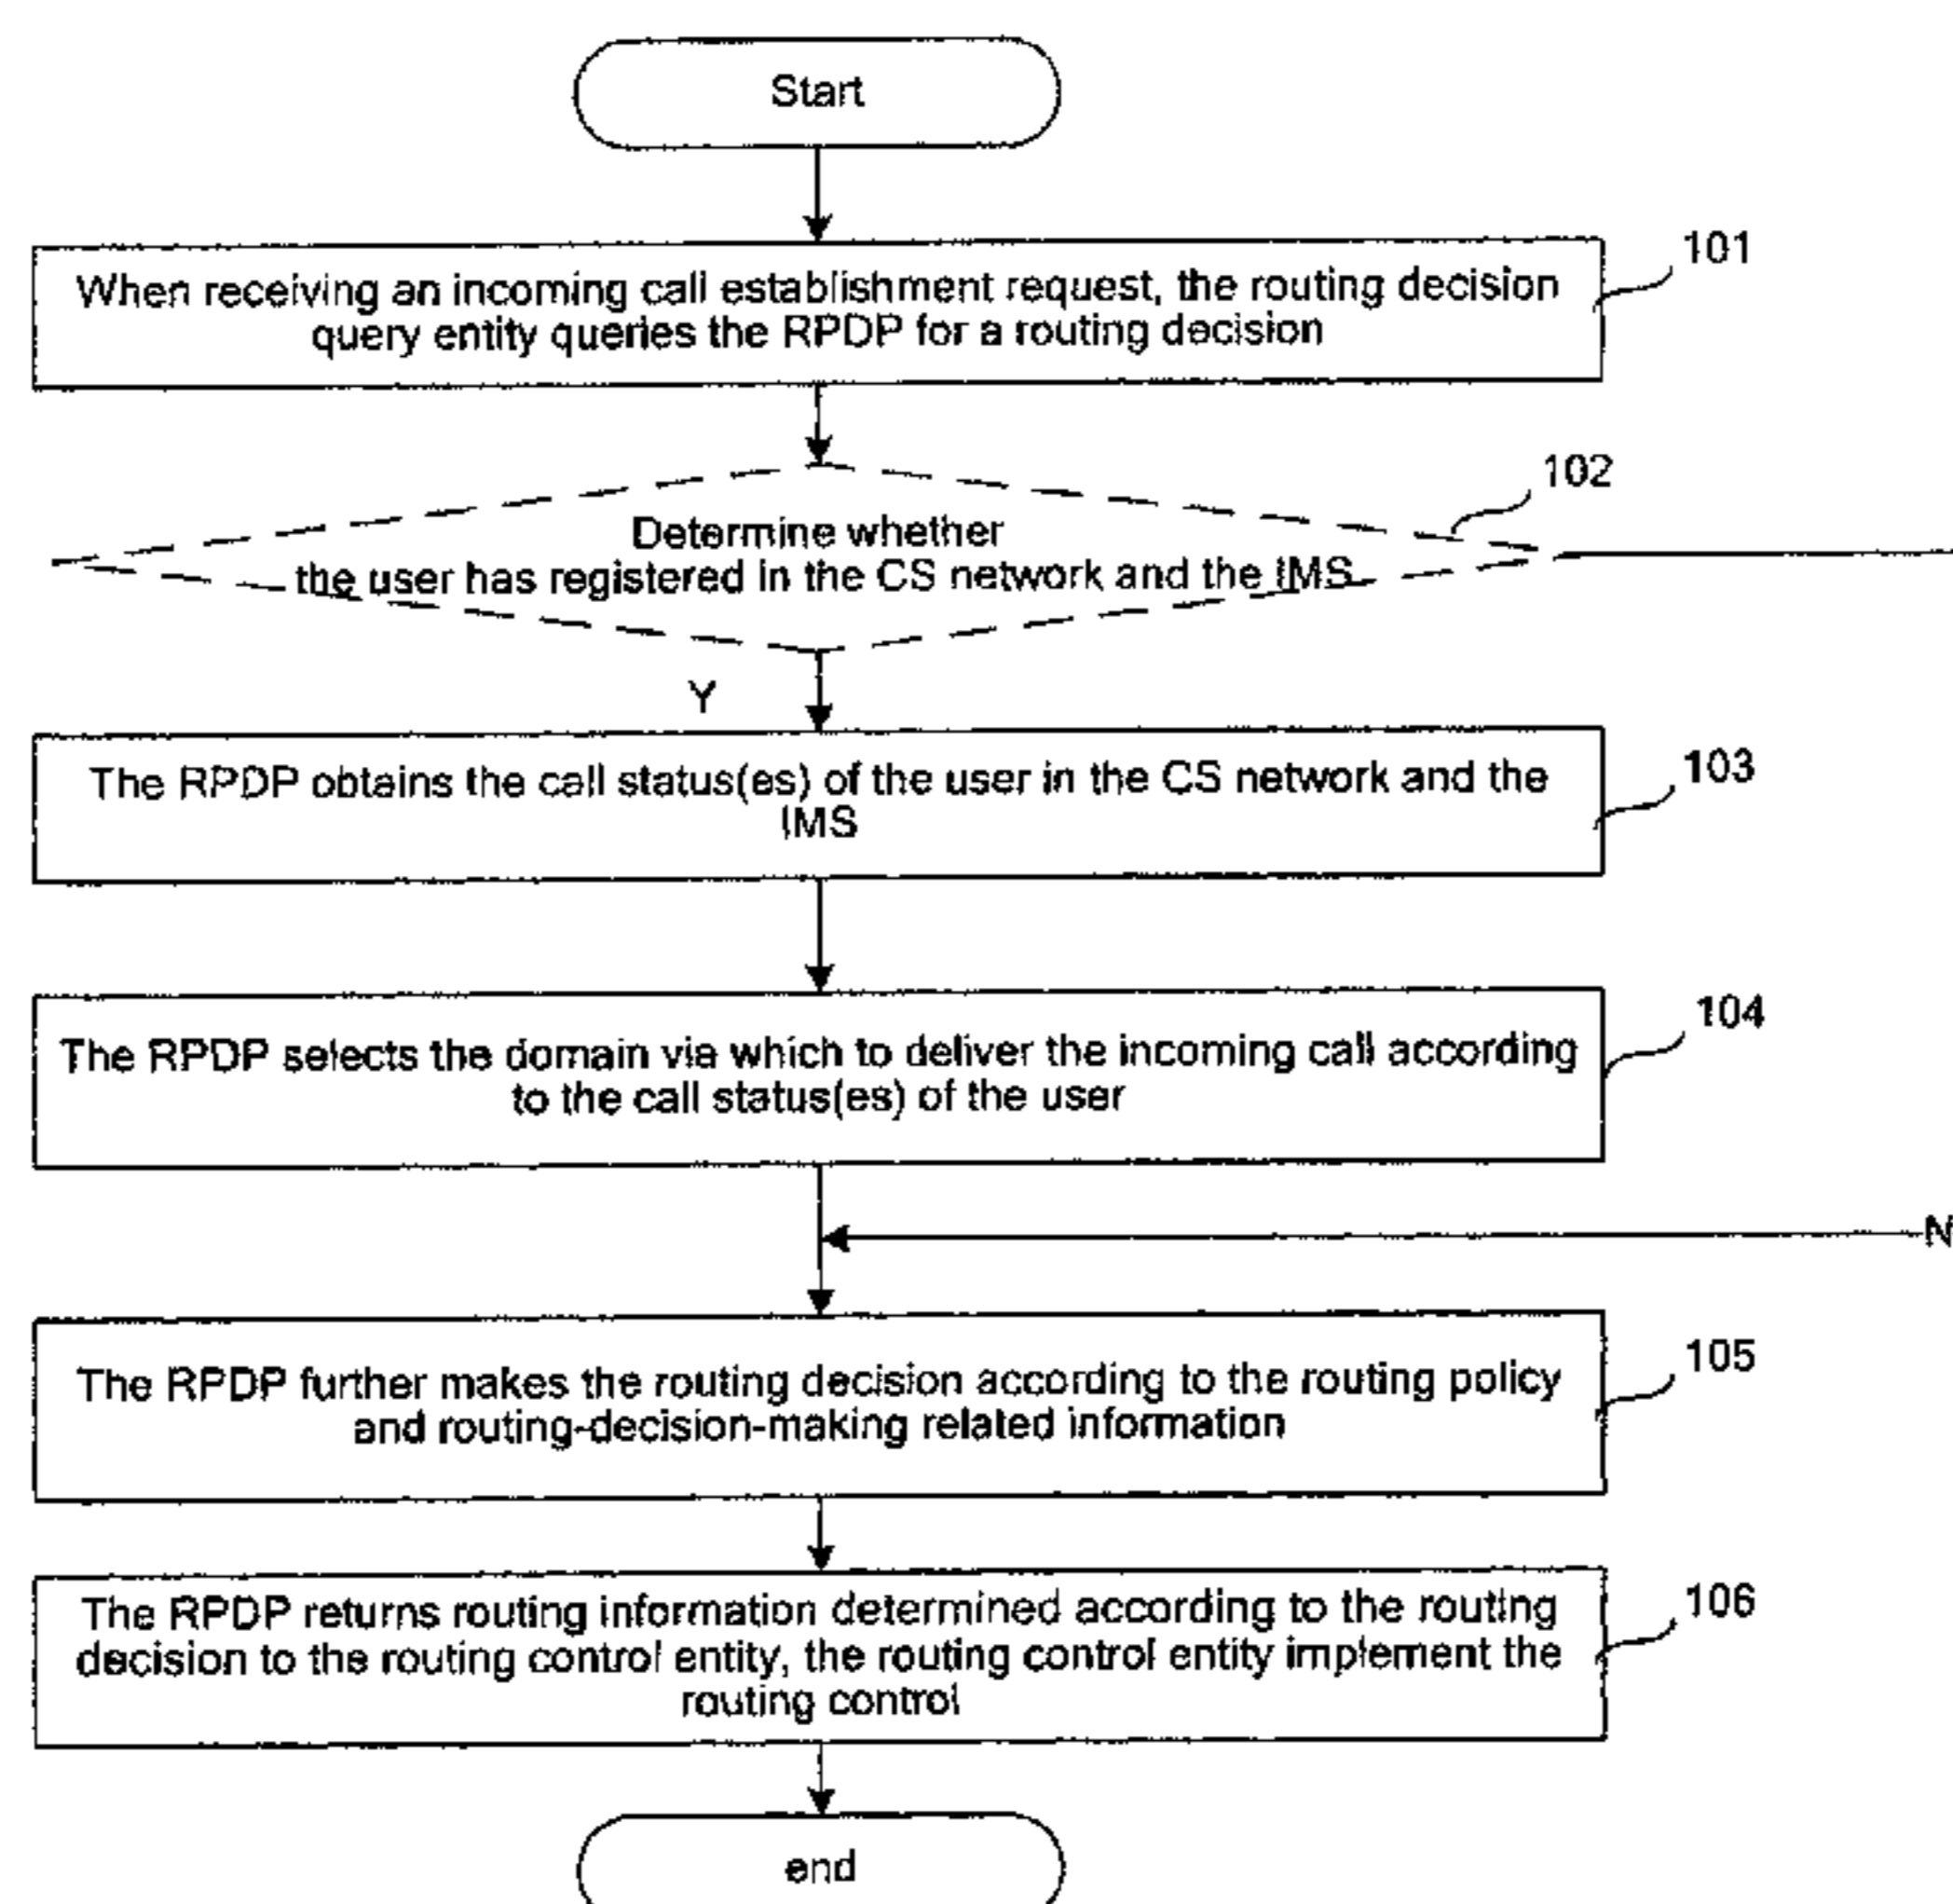 Start
101
When receiving an incoming call establishment request, the routing decision
query entity queries the RPDP for a routing decision
102
Determine whether
the user has registered in the CS network and the IMS
Y
103
The RPDP obtains the call status(es) of the user in the CS network and the
IMS
104
The RPDP selects the domain via which to deliver the incoming call according
to the call status(es) of the user
N
105
The RPDP further makes the routing decision according to the routing policy
and routing-decision-making related information
106
The RPDP returns routing information determined according to the routing
decision to the routing control entity, the routing control entity implement the
routing control
end